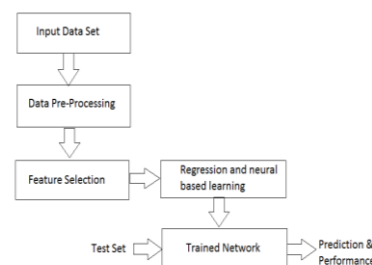 Input Data Set
Data Pre-Processing
Feature Selection
Regression and neural
based learning
Test Set
Trained Network
Prediction &
Performance